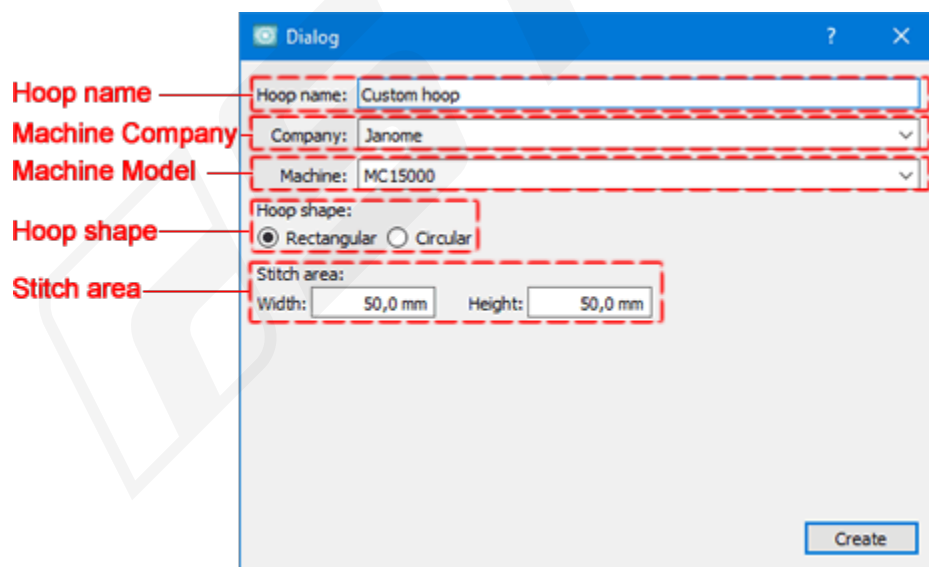 Dialog
Hoop name
Hoop name: Custom hoop
Machine Company
Company: Janome
Machine Model
Machine: MC15000
Hoop shape:
Hoop shape
Rectangular Circular
Stitch area:
Stitch area
Width: 50,0 mm Height: 50,0 mm
Create